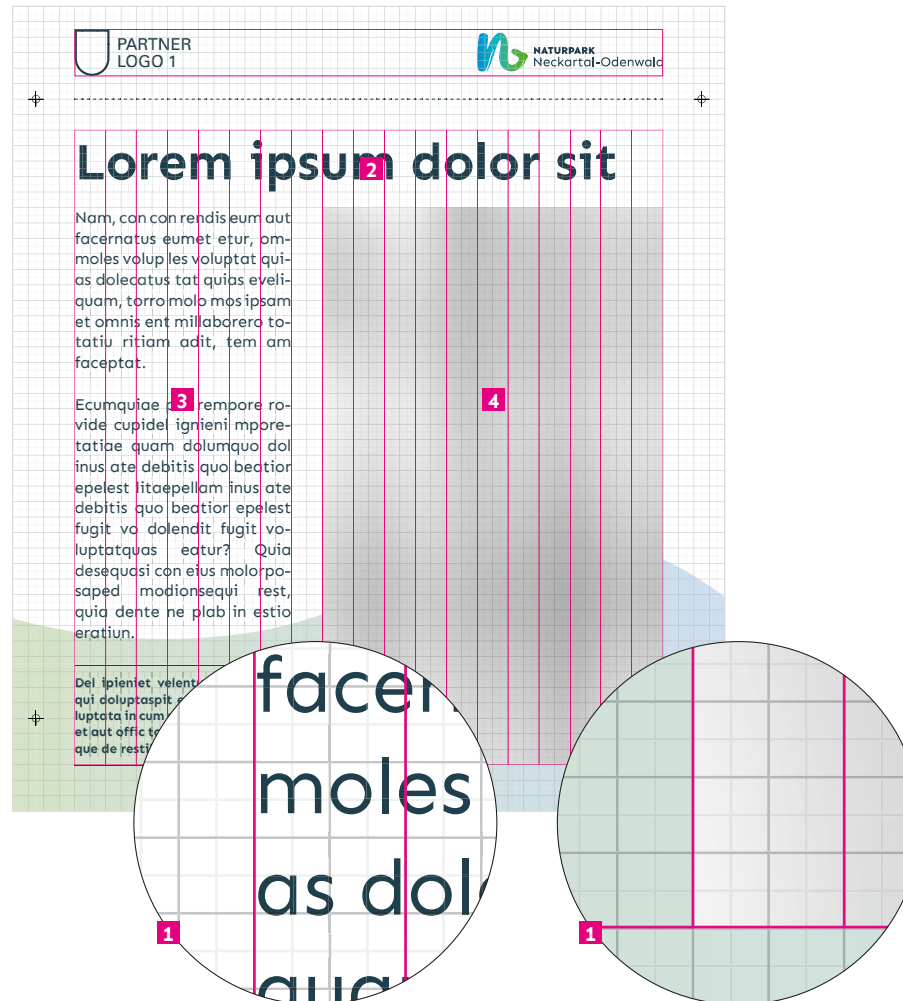 PARTNER
LOGO 1
NATURPARK
Neckartal-Odenwald
Lorem ipsum dolor sit
2
Nam, con con rendis eum aut
facernatus eumet etur, om-
moles volup les voluptat qui-
as dolecatus tat quias eveli-
quam, torro molo mos ipsam
et omnis ent millaborero to-
tatiu ritiam adit, tem am
faceptat.
3
4
Ecumquiae rempore ro-
vide cupidel ignieni mpore-
tatiae quam dolumquo dol
inus ate debitis quo beatior
epelest litaepellam inus ate
debitis quo beatior epelest
fugit vo dolendit fugit vo-
luptatquas eatur? Quia
desequasi con eius molorpo-
saped modionsequi rest,
quia dente ne plab in estio
eratiun.
Del ipieniet
qui doluptaspit
luptata in cum
et aut offic
que de
facer
moles
as dol
1
1